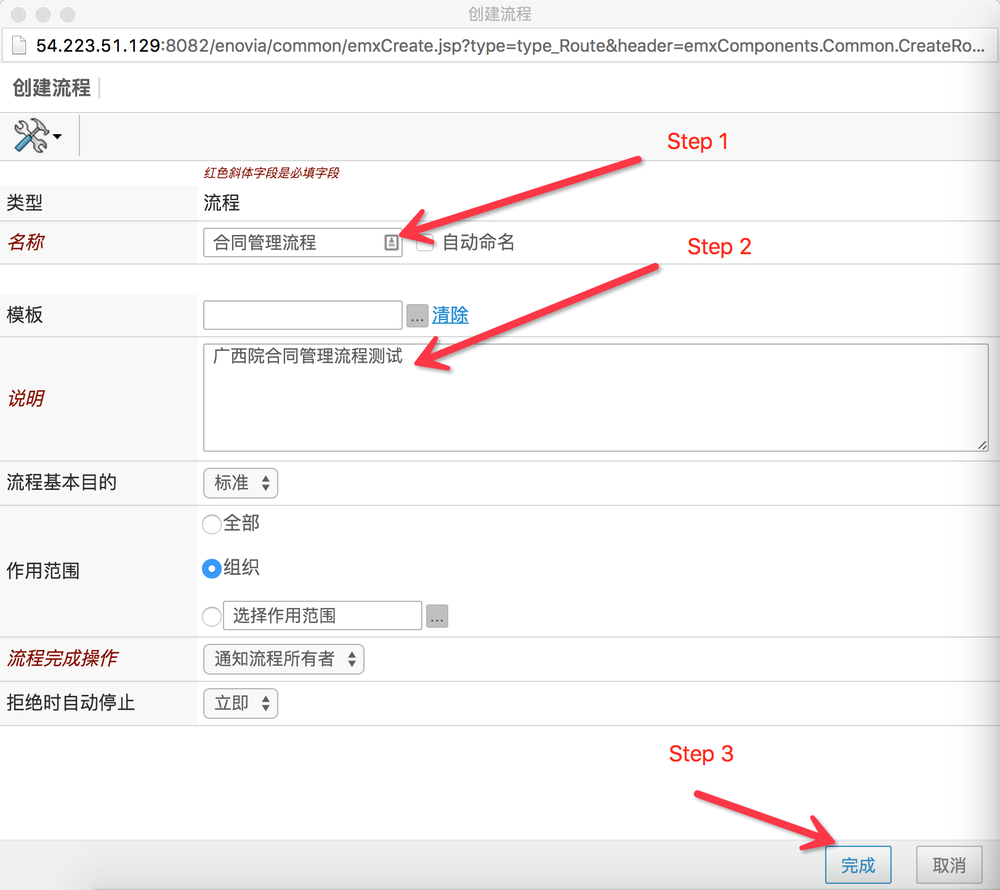 创建流程
54.223.51.129:8082/enovia/common/emxCreate.jsp?type=type_Route&header=emxComponents.Common.CreateRo...
创建流程
Step 1
红色斜体字段是必填字段
类型 流程
名称 合同管理流程 自动命名
Step 2
模板 ... 清除
说明 广西院合同管理流程测试
流程基本目的 标准
作用范围 全部
组织
选择作用范围 ...
流程完成操作 通知流程所有者
拒绝时自动停止 立即
Step 3
完成 取消